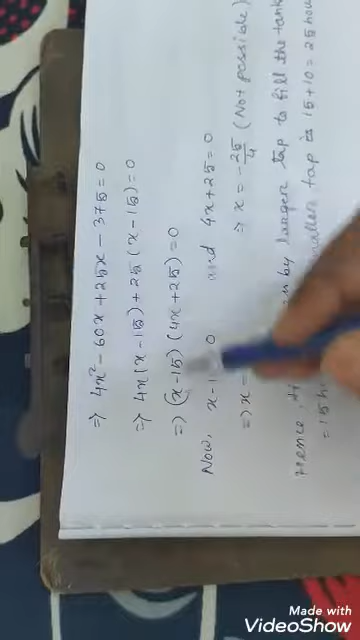 ⇒ 4x² - 60x + 25x - 375 = 0
⇒ 4x(x-15) + 25(x-15) = 0
⇒ (x-15) (4x+25) = 0
Now, x-1 0 and 4x+25=0
⇒ x = ⇒ x = -25/4 (Not possible)
Hence, by larger tap to fill the tank
= 15 h smaller tap is 15+10 = 25 hou
Made with
VideoShow